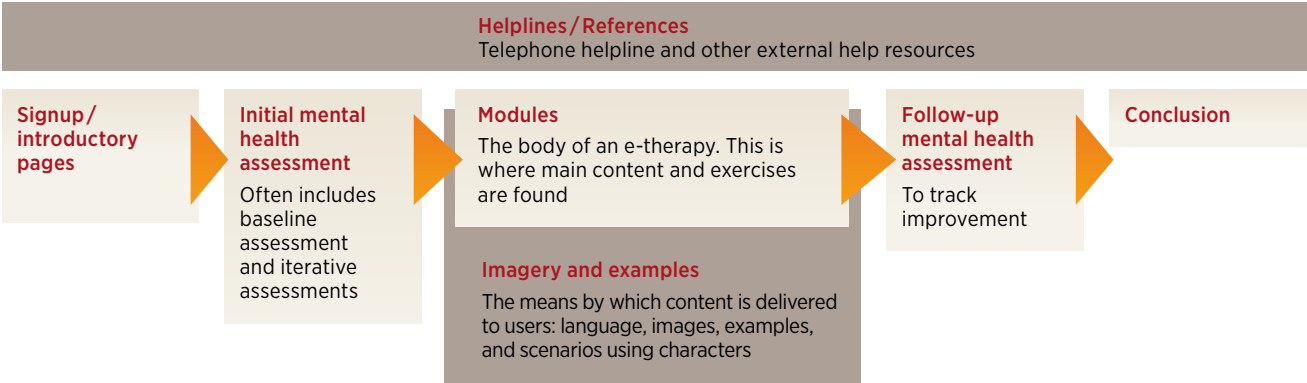 Helplines/References
Telephone helpline and other external help resources
Signup/
introductory
pages
Initial mental
health
assessment
Often includes
baseline
assessment
and iterative
assessments
Modules
The body of an e-therapy. This is
where main content and exercises
are found
Imagery and examples
The means by which content is delivered
to users: language, images, examples,
and scenarios using characters
Follow-up
mental health
assessment
To track
improvement
Conclusion